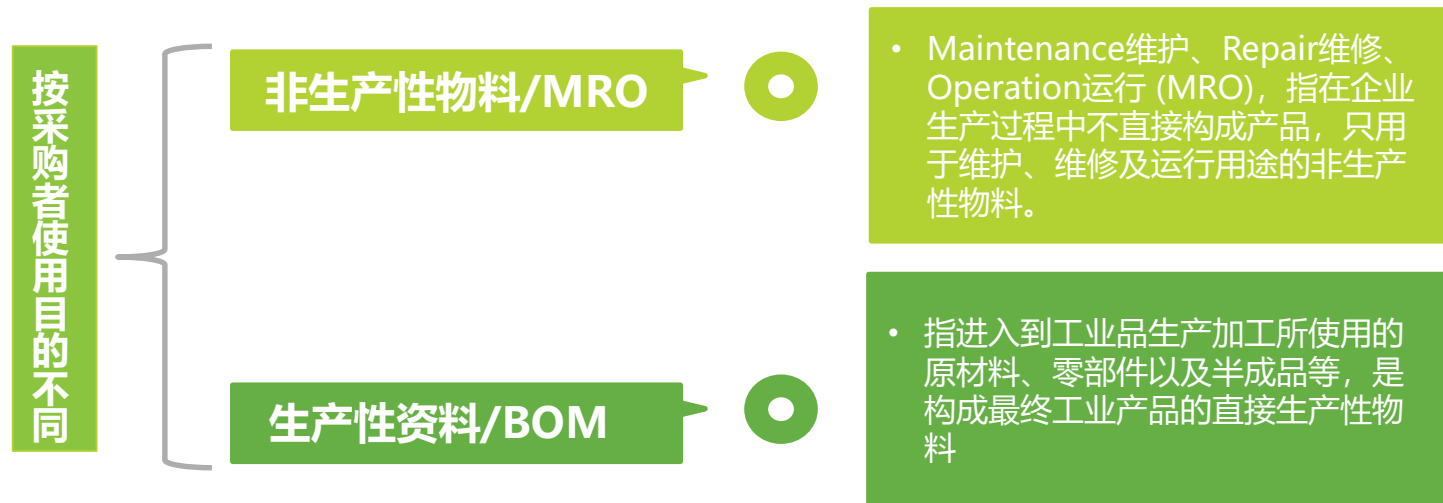 按采购者使用目的不同
非生产性物料/MRO
• Maintenance维护、Repair维修、
Operation运行 (MRO)，指在企业
生产过程中不直接构成产品，只用
于维护、维修及运行用途的非生产
性物料。
生产性资料/BOM
• 指进入到工业品生产加工所使用的
原材料、零部件以及半成品等，是
构成最终工业产品的直接生产性物
料